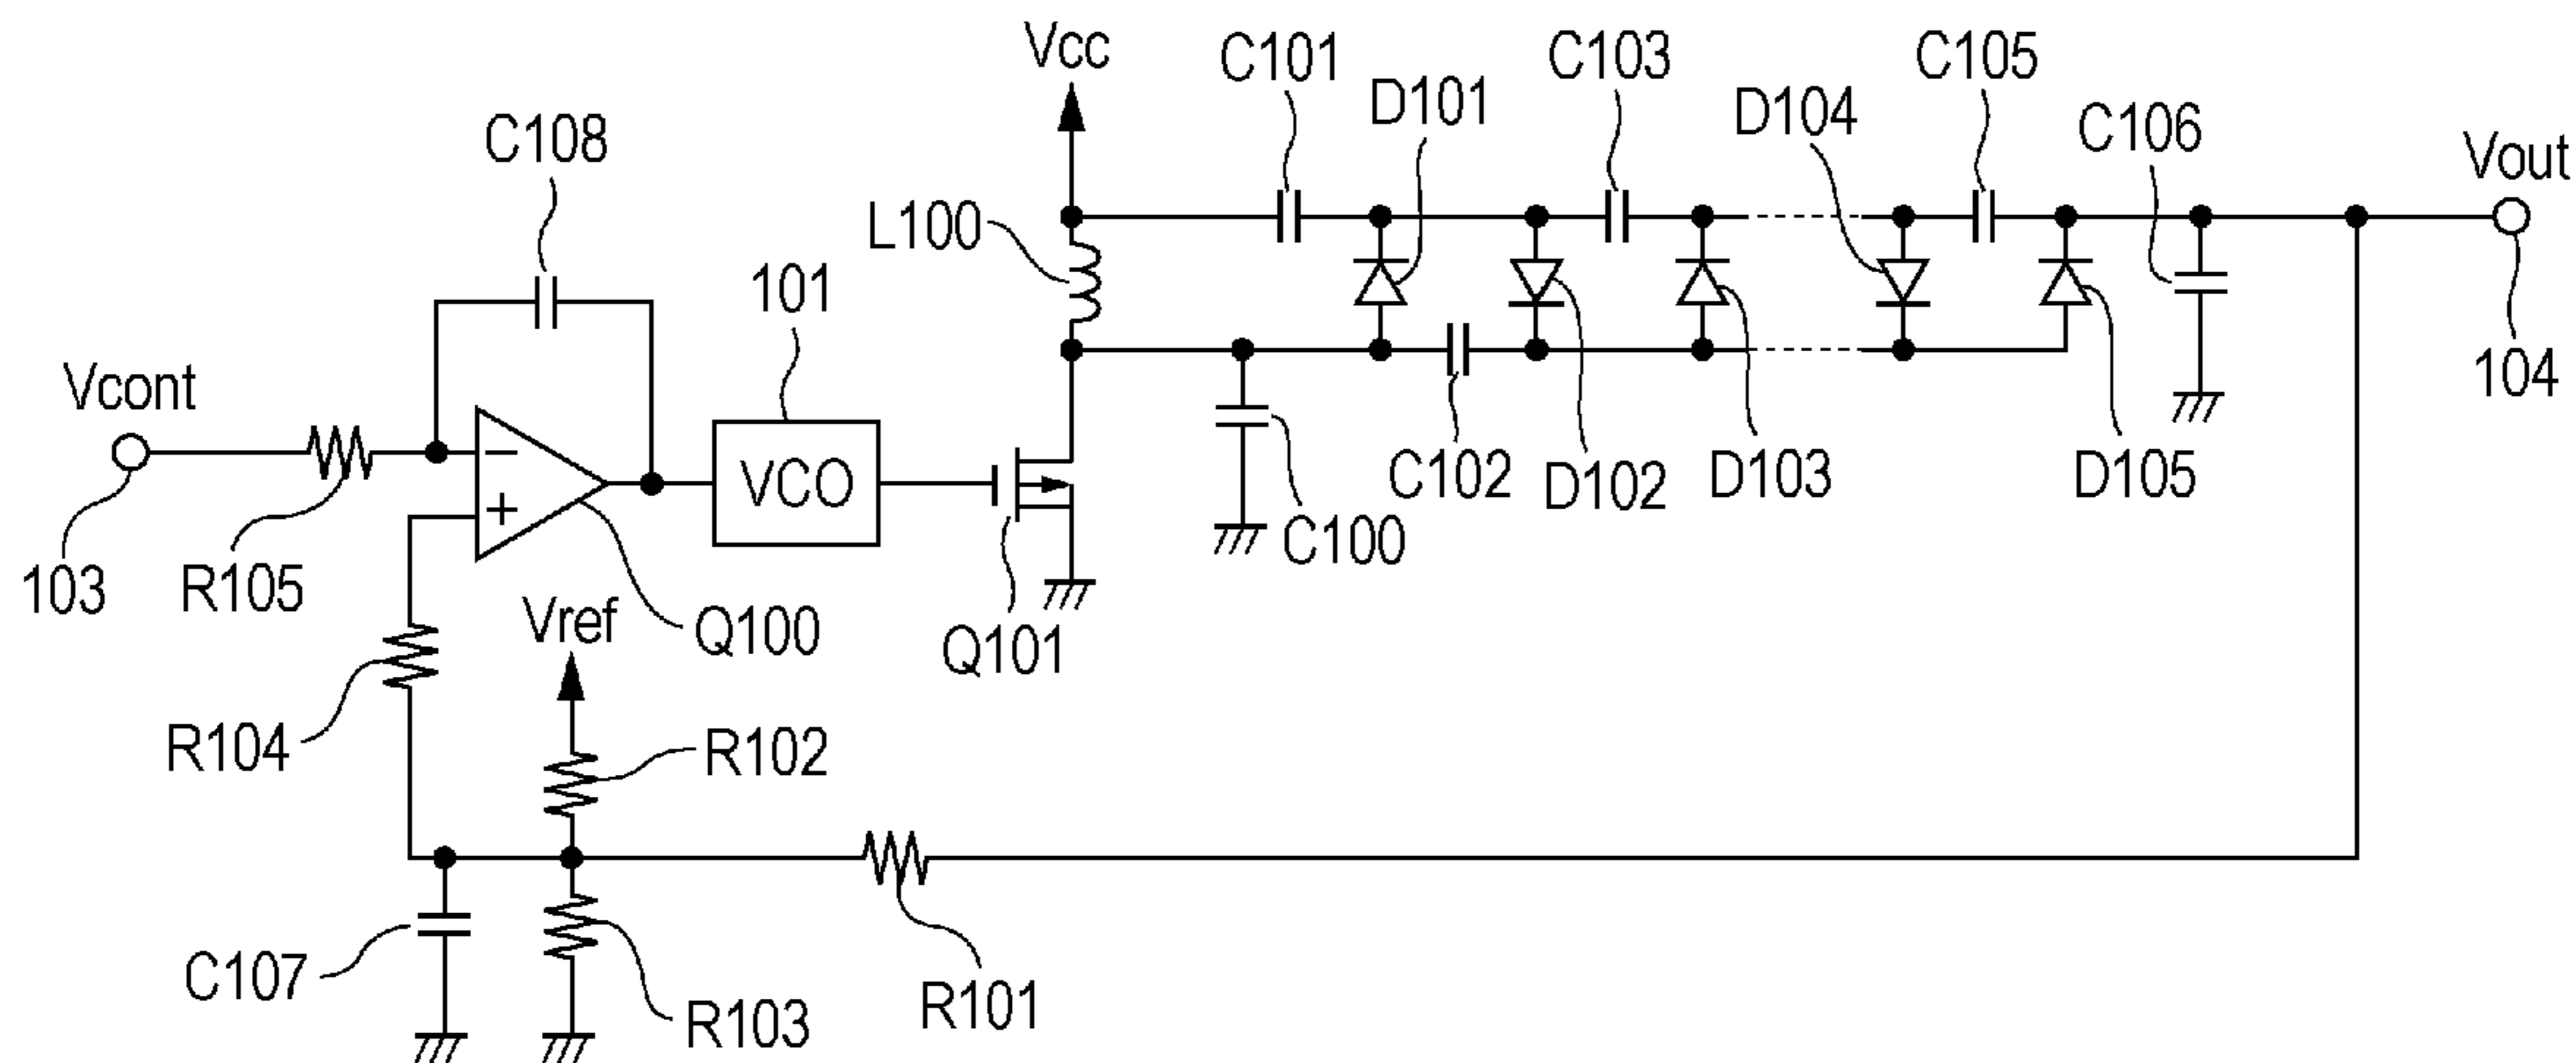 Vcc
C101
C103
C105
D101
D104
C106
Vout
C108
L100
101
Vcont
VCO
−
+
104
C102
D102
D103
D105
C100
103
R105
Vref
Q100
Q101
R104
R102
C107
R103
R101